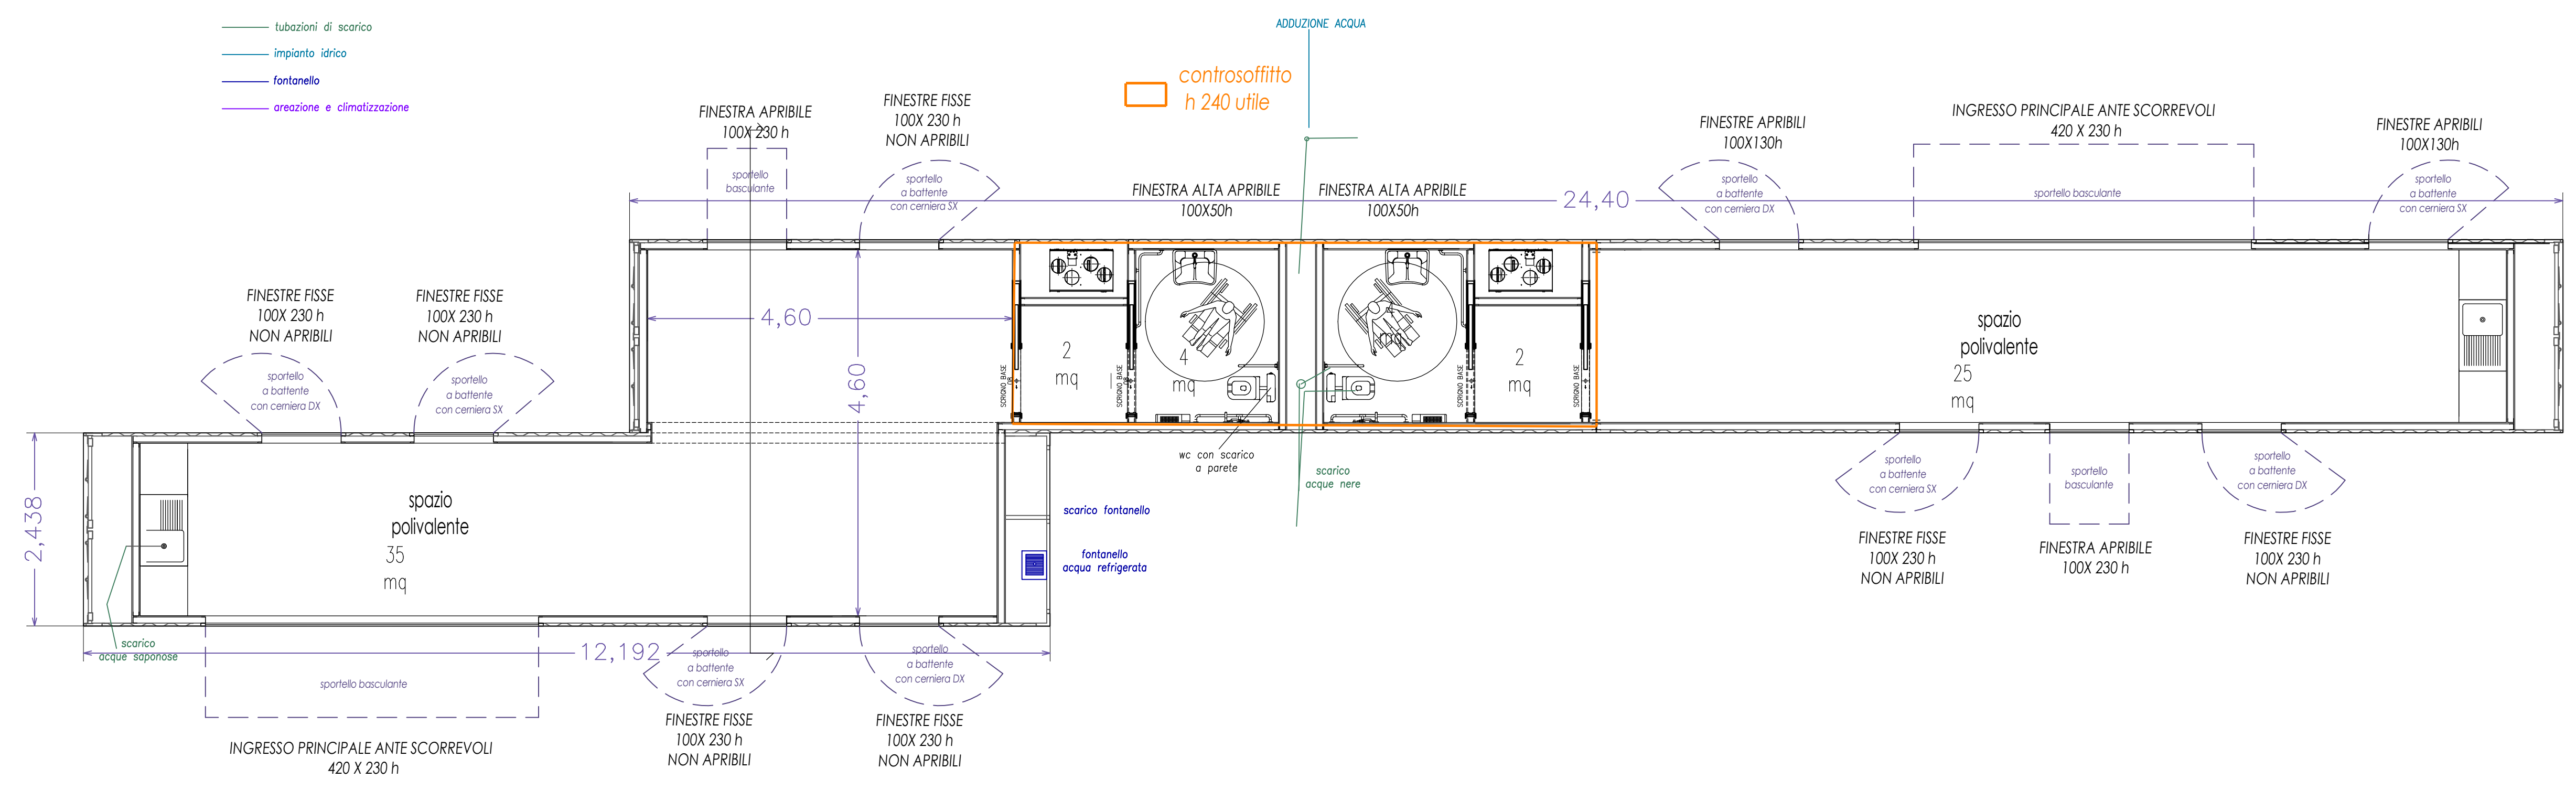 tubazioni di scarico
impianto idrico
fontanello
areazione e climatizzazione
ADDUZIONE ACQUA
controsoffitto
h 240 utile
FINESTRA APRIBILE
100X 230 h
sportello
basculante
FINESTRE FISSE
100X 230 h
NON APRIBILI
sportello
a battente
con cerniera SX
FINESTRA ALTA APRIBILE
100X50h
FINESTRA ALTA APRIBILE
100X50h
24,40
FINESTRE APRIBILI
100X130h
sportello
a battente
con cerniera DX
INGRESSO PRINCIPALE ANTE SCORREVOLI
420 X 230 h
sportello basculante
FINESTRE APRIBILI
100X130h
sportello
a battente
con cerniera SX
FINESTRE FISSE
100X 230 h
NON APRIBILI
sportello
a battente
con cerniera DX
FINESTRE FISSE
100X 230 h
NON APRIBILI
sportello
a battente
con cerniera SX
4,60
4,60
2
mq
SCRIGNO BASE
SCRIGNO BASE
4
mq
mq
SCRIGNO BASE
2
mq
SCRIGNO BASE
spazio
polivalente
25
mq
wc con scarico
a parete
scarico
acque nere
2,438
spazio
polivalente
35
mq
scarico fontanello
fontanello
acqua refrigerata
scarico
acque saponose
12,192
sportello basculante
INGRESSO PRINCIPALE ANTE SCORREVOLI
420 X 230 h
sportello
a battente
con cerniera SX
FINESTRE FISSE
100X 230 h
NON APRIBILI
sportello
a battente
con cerniera DX
FINESTRE FISSE
100X 230 h
NON APRIBILI
sportello
a battente
con cerniera SX
FINESTRE FISSE
100X 230 h
NON APRIBILI
sportello
basculante
FINESTRA APRIBILE
100X 230 h
sportello
a battente
con cerniera DX
FINESTRE FISSE
100X 230 h
NON APRIBILI